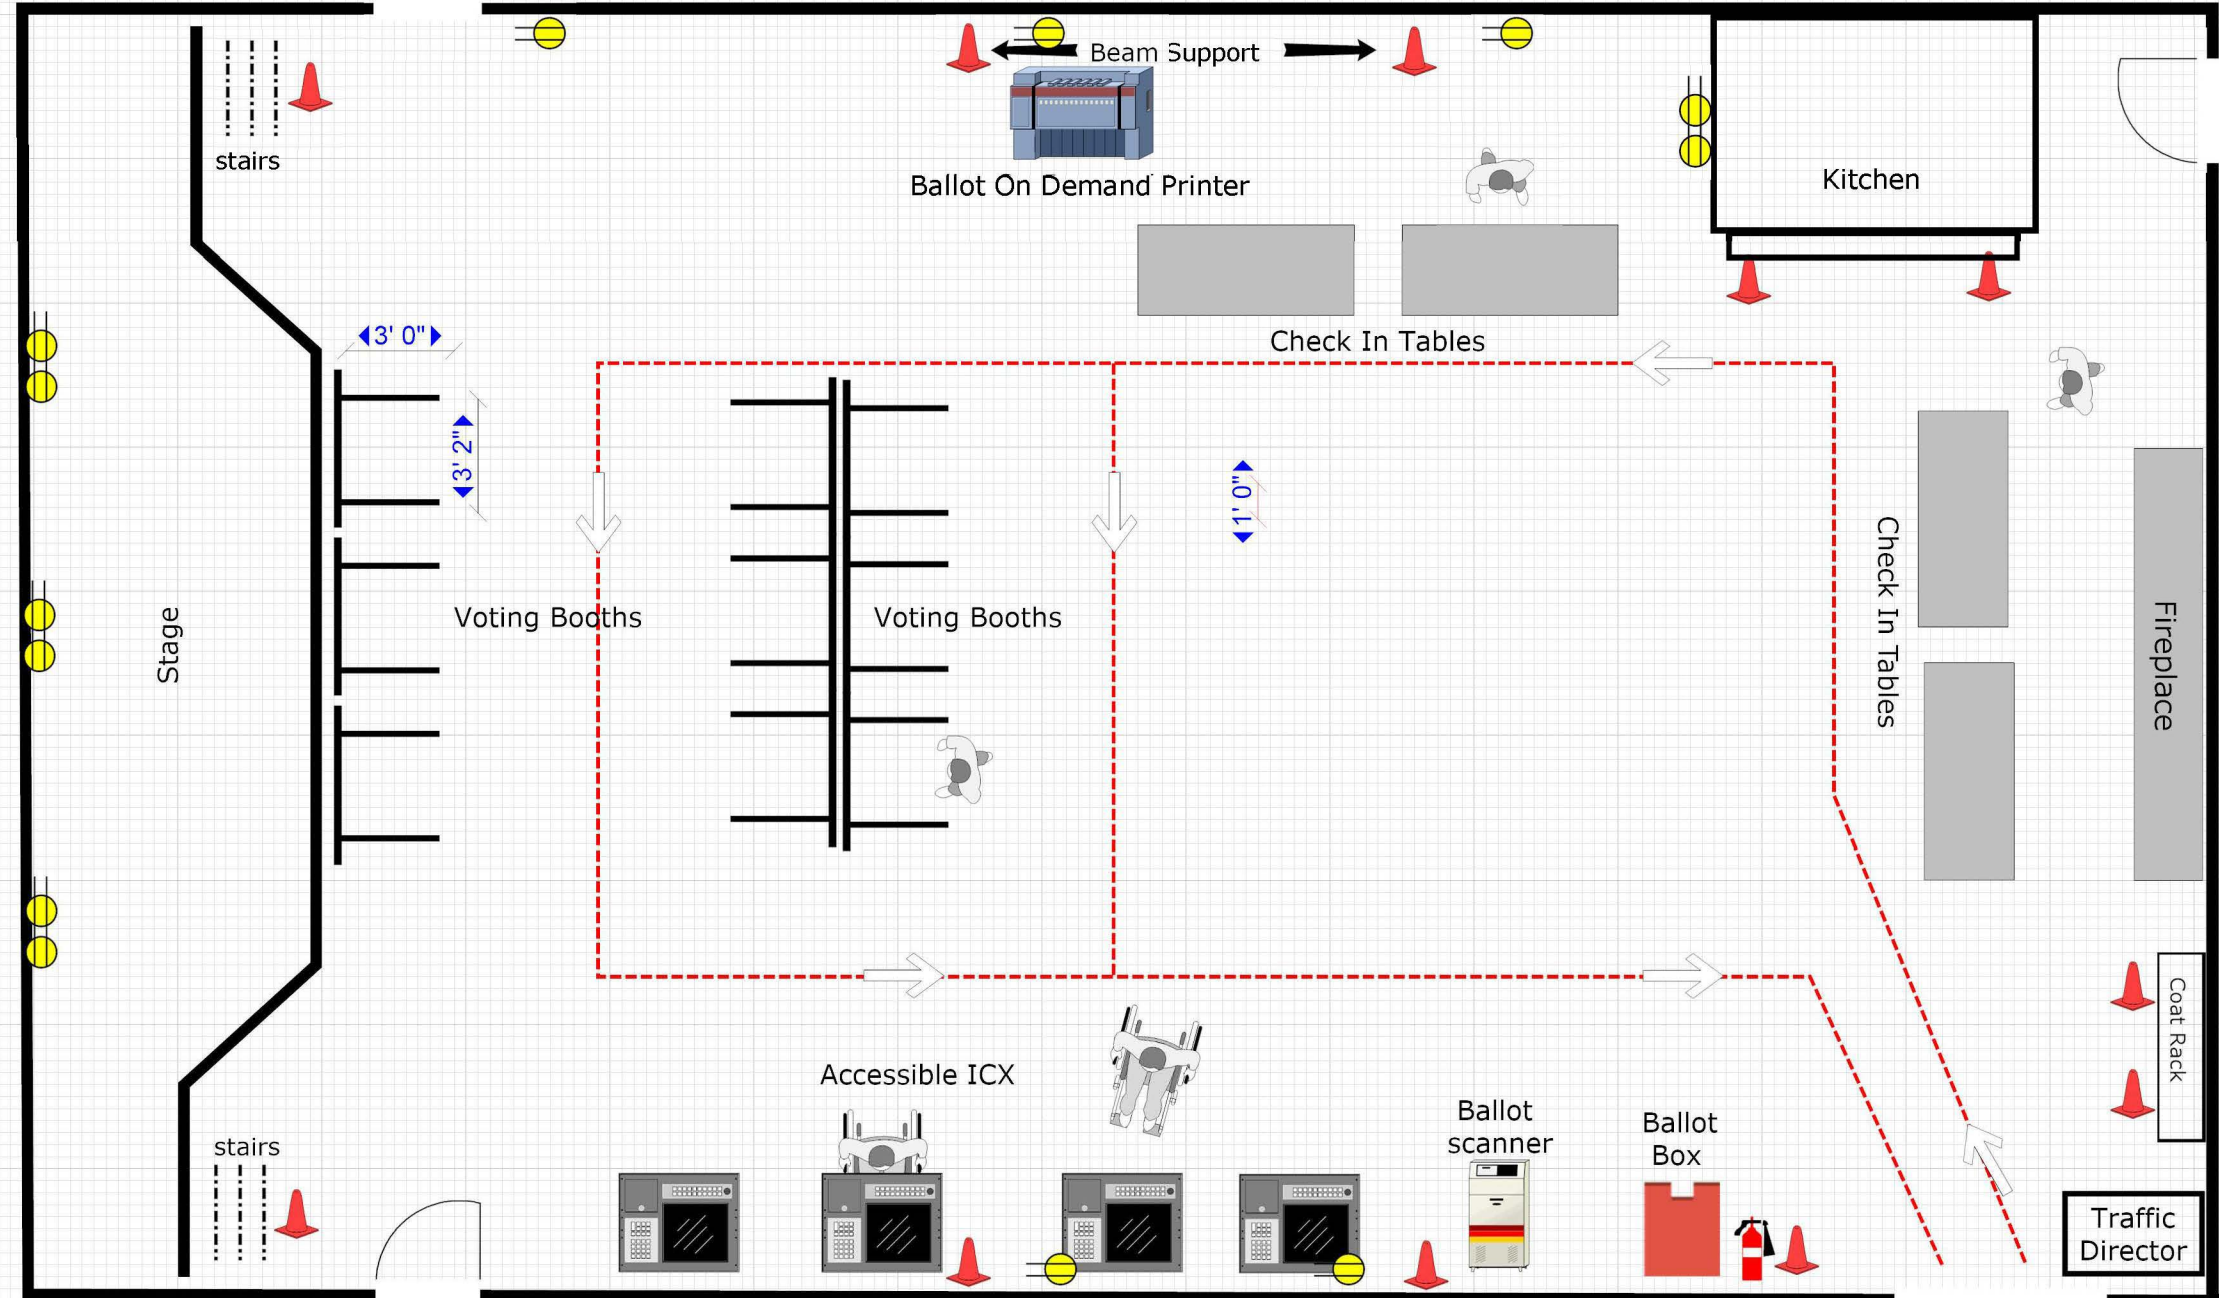 Beam Support
stairs
Ballot On Demand Printer
Kitchen
3' 0"
Check In Tables
3' 2"
1' 0"
Check In Tables
Voting Booths
Voting Booths
Stage
Fireplace
Coat Rack
Accessible ICX
Ballot
scanner
Ballot
Box
stairs
Traffic
Director